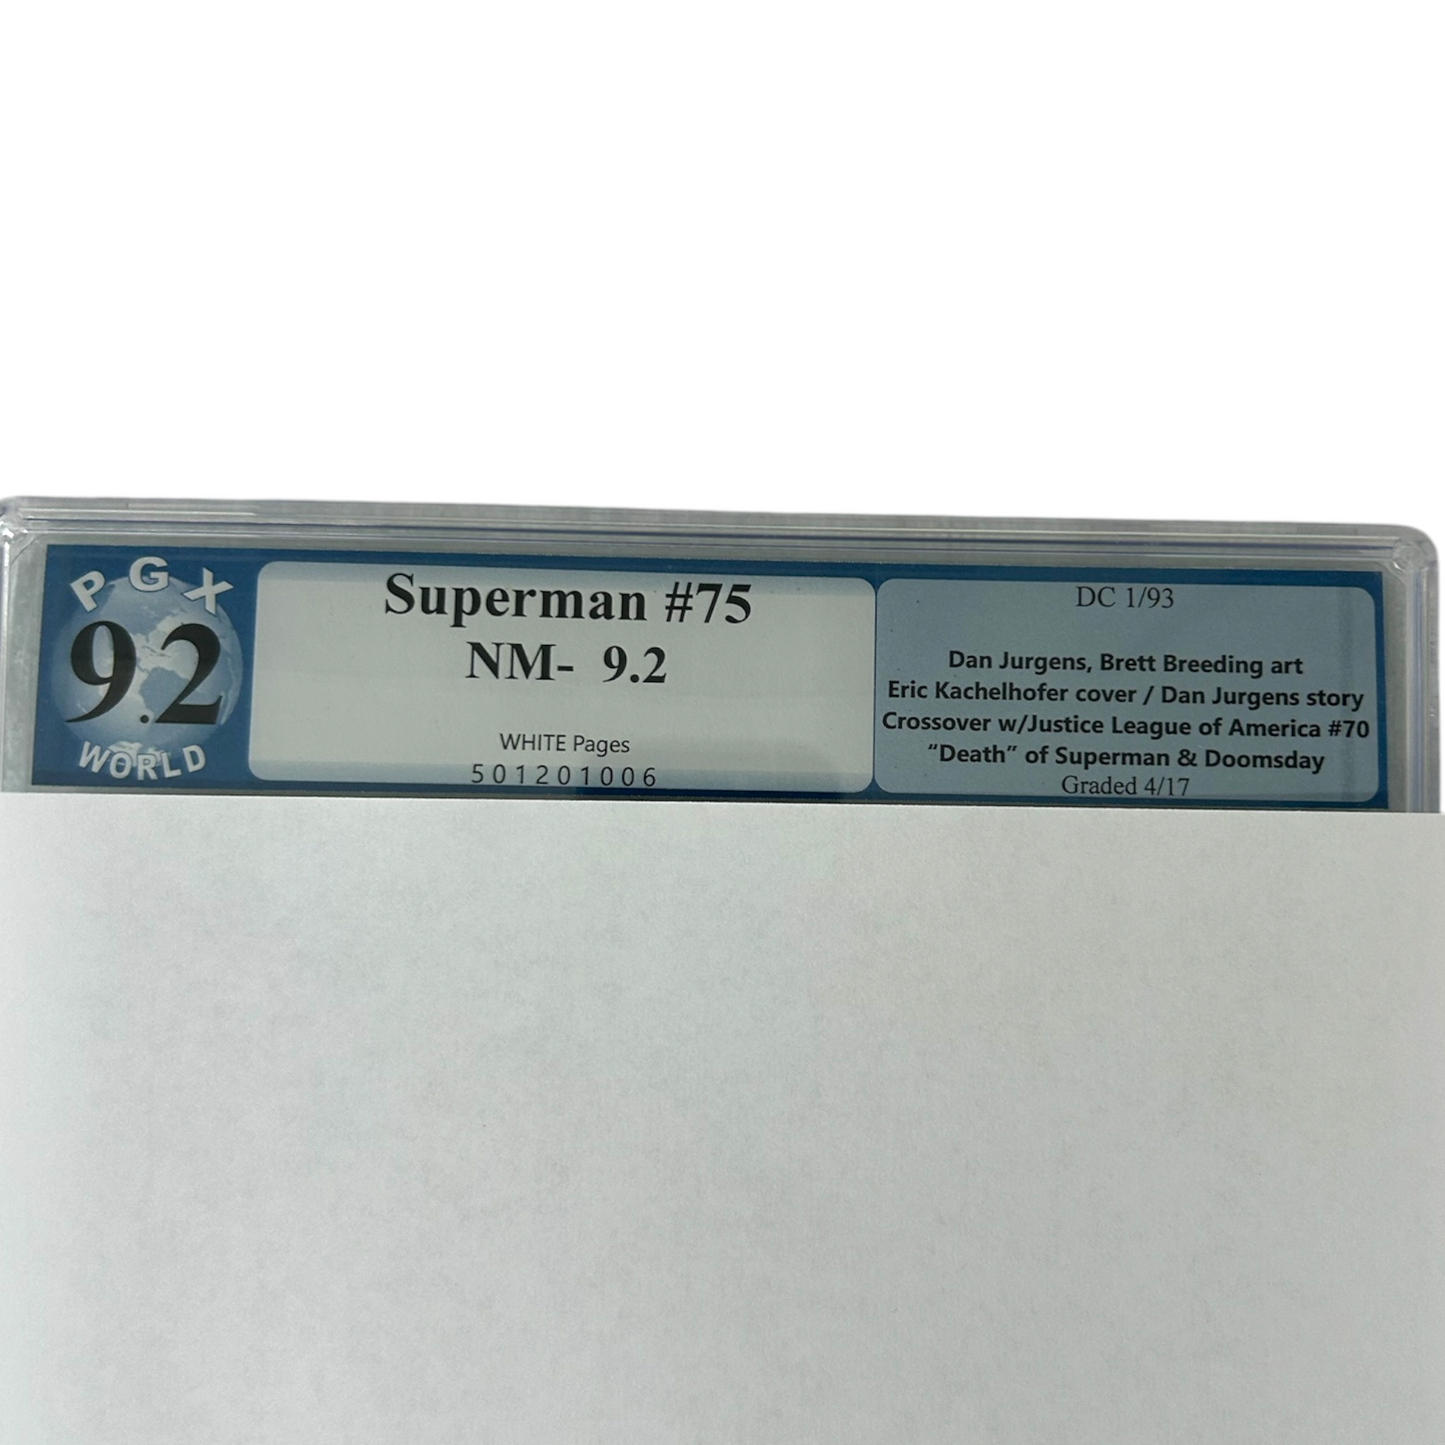 PGX
9.2
WORLD
Superman #75
NM- 9.2
WHITE Pages
501201006
DC 1/93
Dan Jurgens, Brett Breeding art
Eric Kachelhofer cover / Dan Jurgens story
Crossover w/Justice League of America #70
“Death” of Superman & Doomsday
Graded 4/17